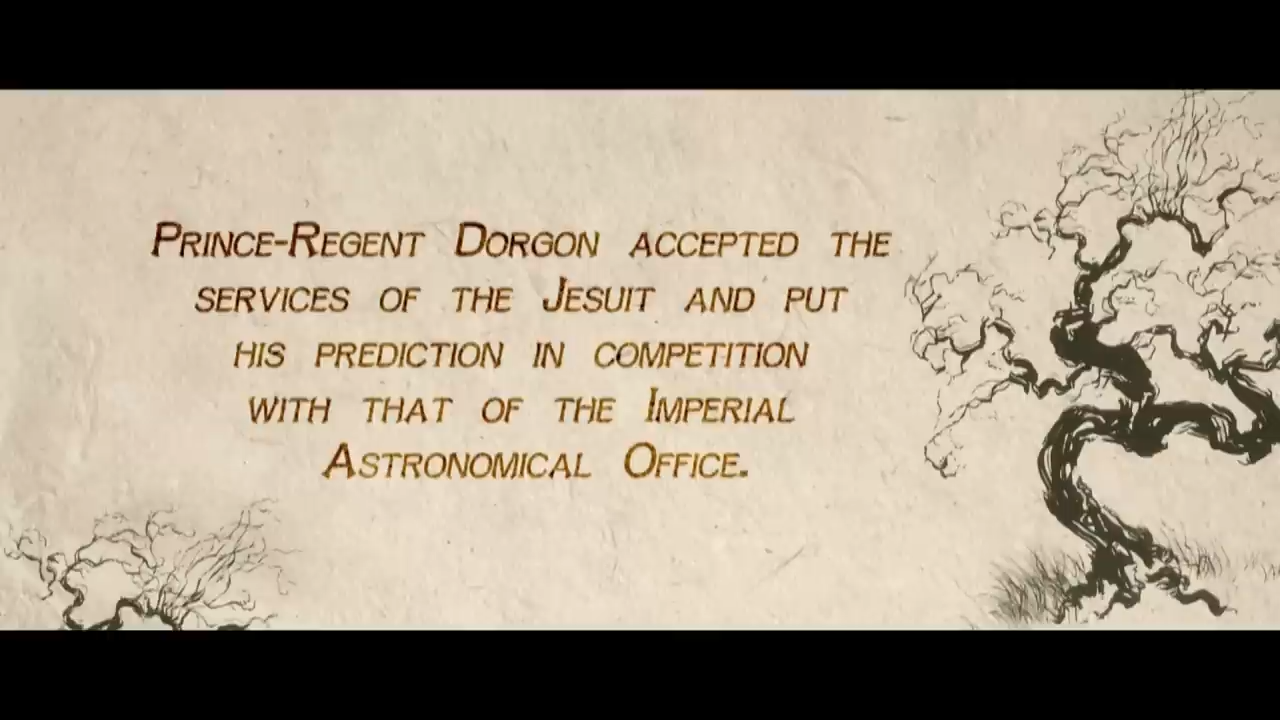 Prince-Regent Dorgon accepted the
services of the Jesuit and put
his prediction in competition
with that of the Imperial
Astronomical Office.